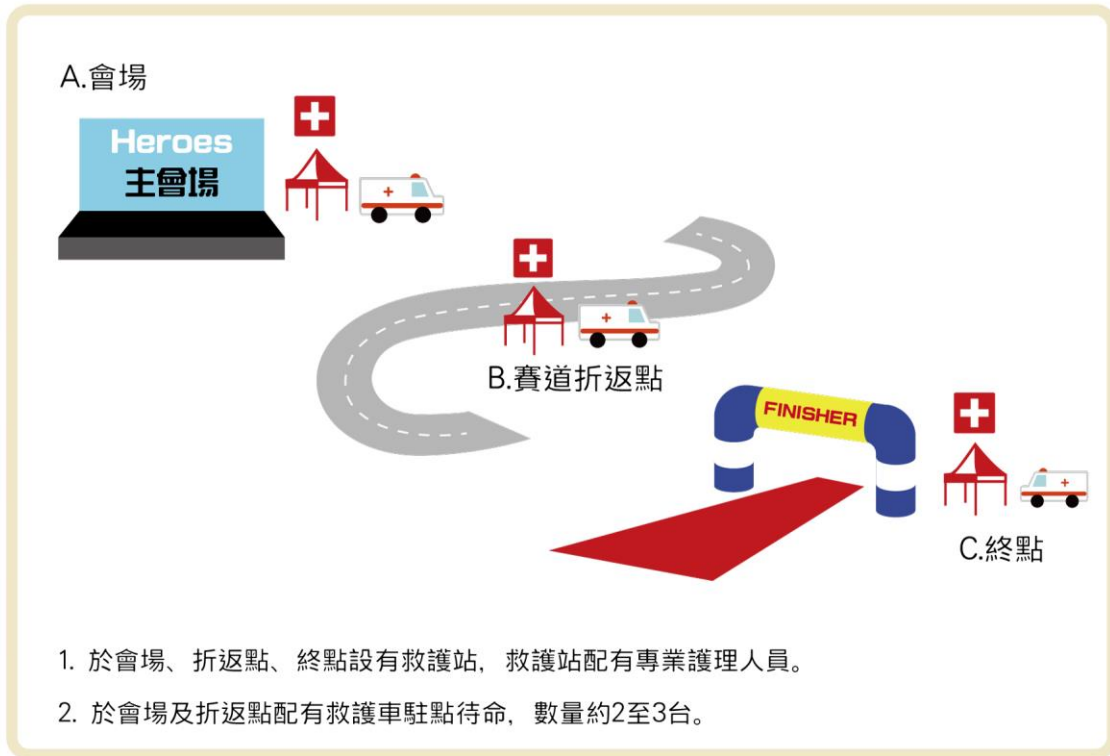 A.會場
Heroes
主會場
B.賽道折返點
FINISHER
C.終點
1. 於會場、折返點、終點設有救護站，救護站配有專業護理人員。
2. 於會場及折返點配有救護車駐點待命，數量約2至3台。